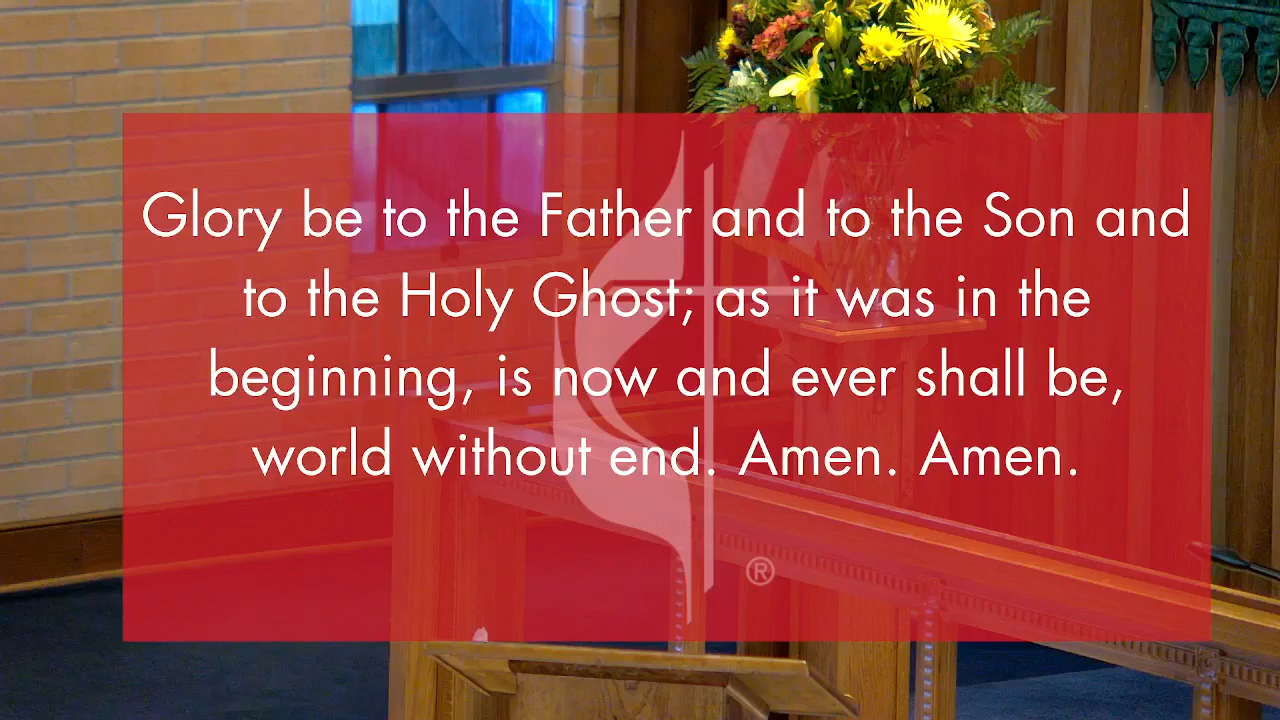 Glory be to the Father and to the Son and
to the Holy Ghost; as it was in the
beginning, is now and ever shall be,
world without end. Amen. Amen.
®